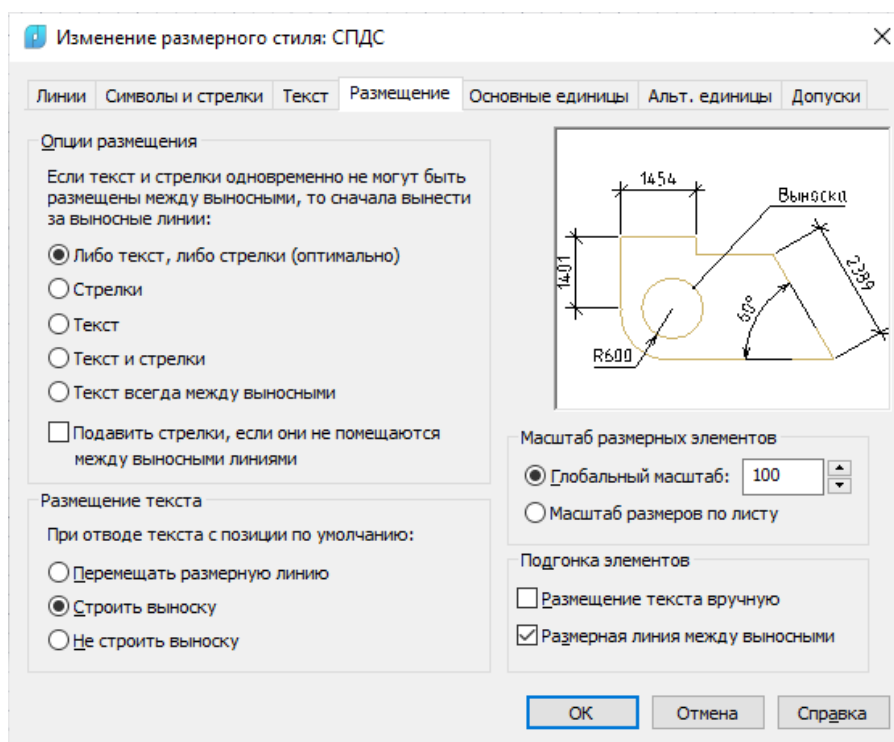 Изменение размерного стиля: СПДС
Линии Символы и стрелки Текст Размещение Основные единицы Альт. единицы Допуски
Опции размещения
Если текст и стрелки одновременно не могут быть
размещены между выносными, то сначала вынести
за выносные линии:
Либо текст, либо стрелки (оптимально)
Стрелки
Текст
Текст и стрелки
Текст всегда между выносными
Подавить стрелки, если они не помещаются
между выносными линиями
Размещение текста
При отводе текста с позиции по умолчанию:
Перемещать размерную линию
Строить выноску
Не строить выноску
1454
Выноска
1401
2389
60°
R600
Масштаб размерных элементов
Глобальный масштаб: 100
Масштаб размеров по листу
Подгонка элементов
Размещение текста вручную
Размерная линия между выносными
ОК Отмена Справка